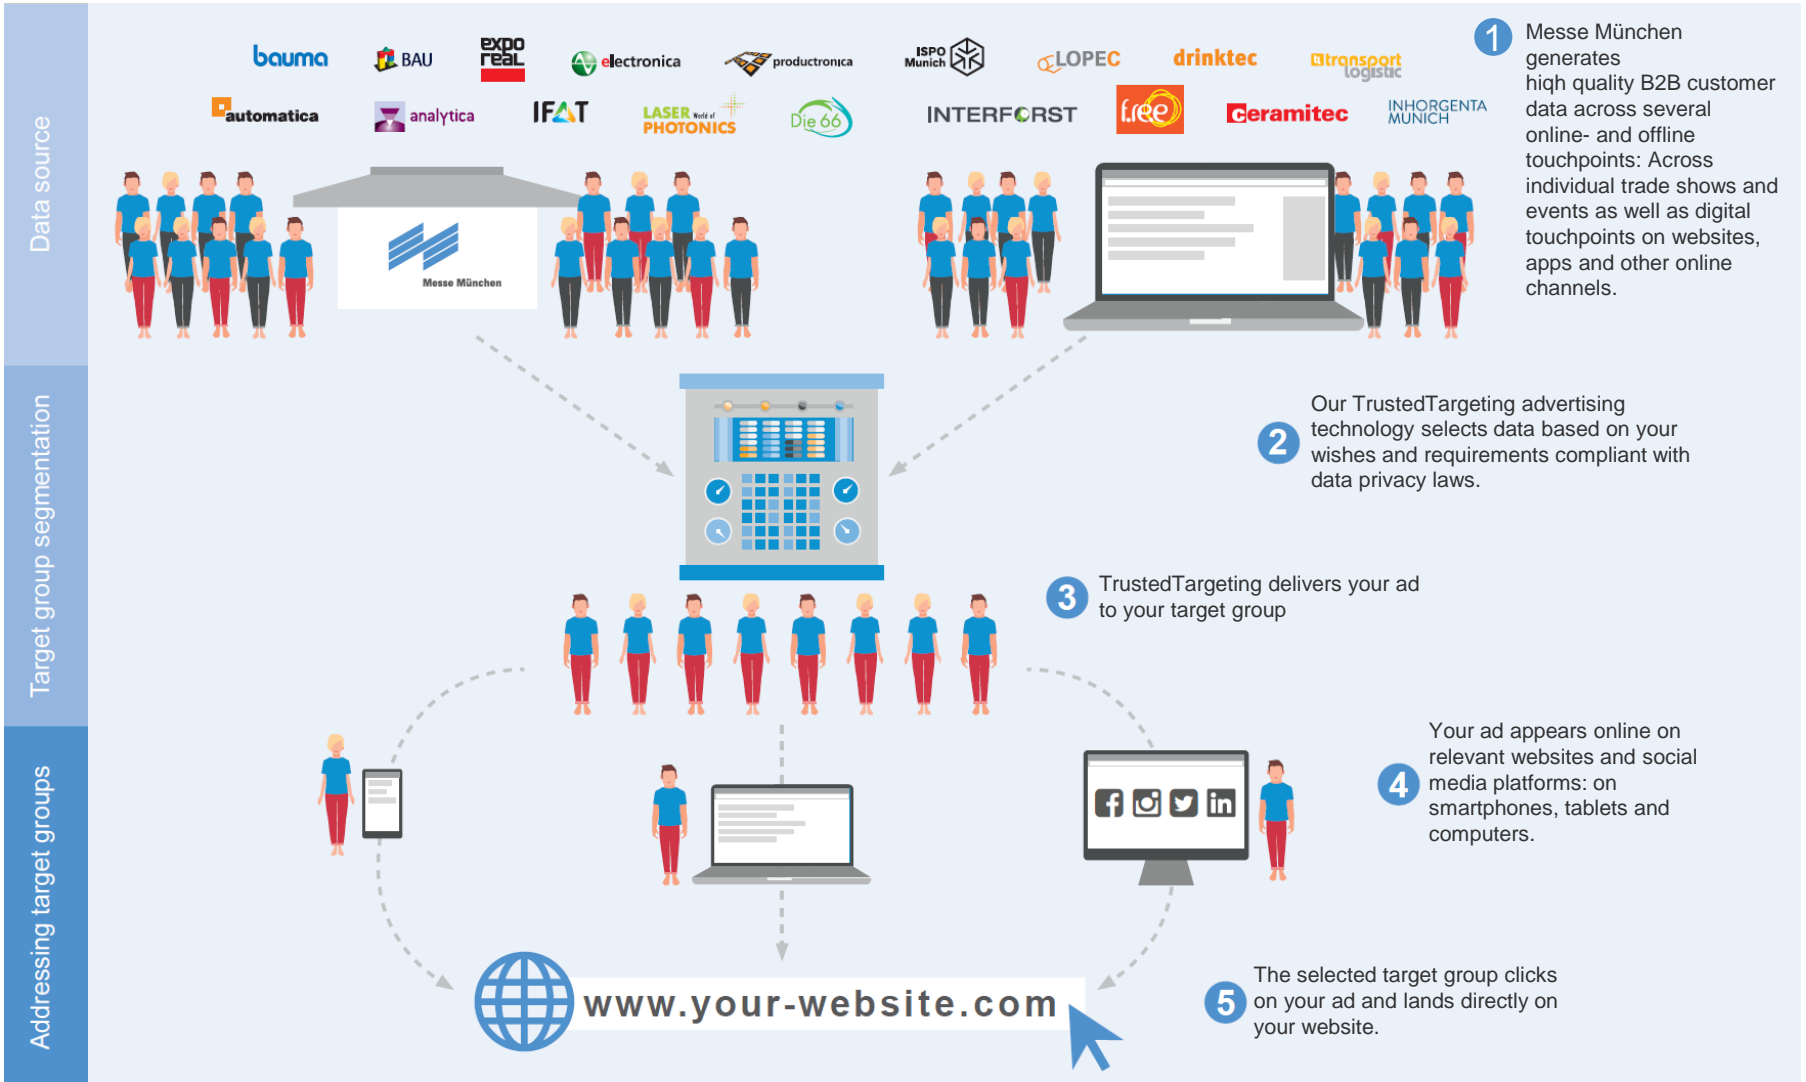 bauma
BAU
expo
real
electronica
productronica
ISPO
Munich
LOPEC
drinktec
transport
logistic
automatica
analytica
IFAT
LASER World of
PHOTONICS
Die 66
INTERFORST
f.re.e
ceramitec
INHORGENTA
MUNICH
Data source
Messe München
1
Messe München
generates
hiqh quality B2B customer
data across several
online- and offline
touchpoints: Across
individual trade shows and
events as well as digital
touchpoints on websites,
apps and other online
channels.
Target group segmentation
2
Our TrustedTargeting advertising
technology selects data based on your
wishes and requirements compliant with
data privacy laws.
3
TrustedTargeting delivers your ad
to your target group
Addressing target groups
4
Your ad appears online on
relevant websites and social
media platforms: on
smartphones, tablets and
computers.
f
in
www.your-website.com
5
The selected target group clicks
on your ad and lands directly on
your website.